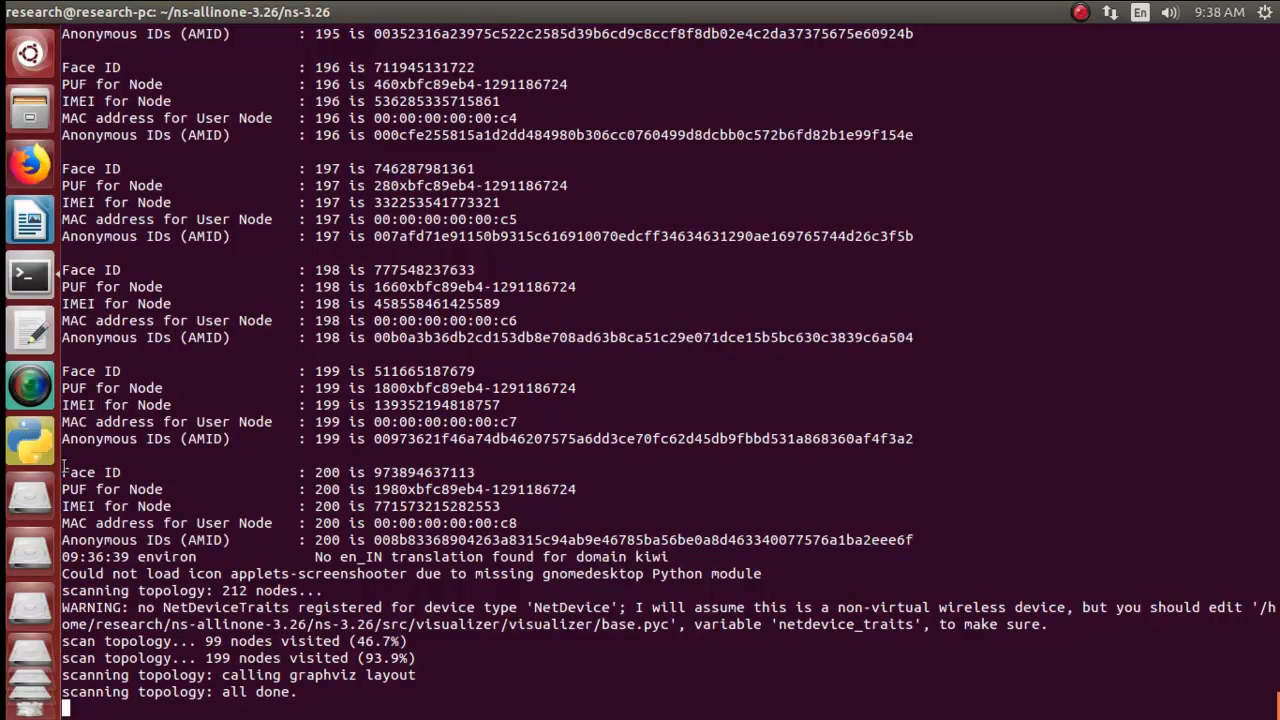 research@research-pc: ~/ns-allinone-3.26/ns-3.26
En
9:38 AM
Anonymous IDs (AMID) : 195 is 00352316a23975c522c2585d39b6cd9c8ccf8f8db02e4c2da37375675e60924b
Face ID : 196 is 711945131722
PUF for Node : 196 is 460xbfc89eb4-1291186724
IMEI for Node : 196 is 536285335715861
MAC address for User Node : 196 is 00:00:00:00:00:c4
Anonymous IDs (AMID) : 196 is 000cfe255815a1d2dd484980b306cc0760499d8dcbb0c572b6fd82b1e99f154e
Face ID : 197 is 746287981361
PUF for Node : 197 is 280xbfc89eb4-1291186724
IMEI for Node : 197 is 332253541773321
MAC address for User Node : 197 is 00:00:00:00:00:c5
Anonymous IDs (AMID) : 197 is 007afd71e91150b9315c616910070edcff34634631290ae169765744d26c3f5b
Face ID : 198 is 777548237633
PUF for Node : 198 is 1660xbfc89eb4-1291186724
IMEI for Node : 198 is 458558461425589
MAC address for User Node : 198 is 00:00:00:00:00:c6
Anonymous IDs (AMID) : 198 is 00b0a3b36db2cd153db8e708ad63b8ca51c29e071dce15b5bc630c3839c6a504
Face ID : 199 is 511665187679
PUF for Node : 199 is 1800xbfc89eb4-1291186724
IMEI for Node : 199 is 139352194818757
MAC address for User Node : 199 is 00:00:00:00:00:c7
Anonymous IDs (AMID) : 199 is 00973621f46a74db46207575a6dd3ce70fc62d45db9fbbd531a868360af4f3a2
Face ID : 200 is 973894637113
PUF for Node : 200 is 1980xbfc89eb4-1291186724
IMEI for Node : 200 is 771573215282553
MAC address for User Node : 200 is 00:00:00:00:00:c8
Anonymous IDs (AMID) : 200 is 008b83368904263a8315c94ab9e46785ba56be0a8d463340077576a1ba2eee6f
09:36:39 environ No en_IN translation found for domain kiwi
Could not load icon applets-screenshooter due to missing gnomedesktop Python module
scanning topology: 212 nodes...
WARNING: no NetDeviceTraits registered for device type 'NetDevice'; I will assume this is a non-virtual wireless device, but you should edit '/h
ome/research/ns-allinone-3.26/ns-3.26/src/visualizer/visualizer/base.pyc', variable 'netdevice_traits', to make sure.
scan topology... 99 nodes visited (46.7%)
scan topology... 199 nodes visited (93.9%)
scanning topology: calling graphviz layout
scanning topology: all done.